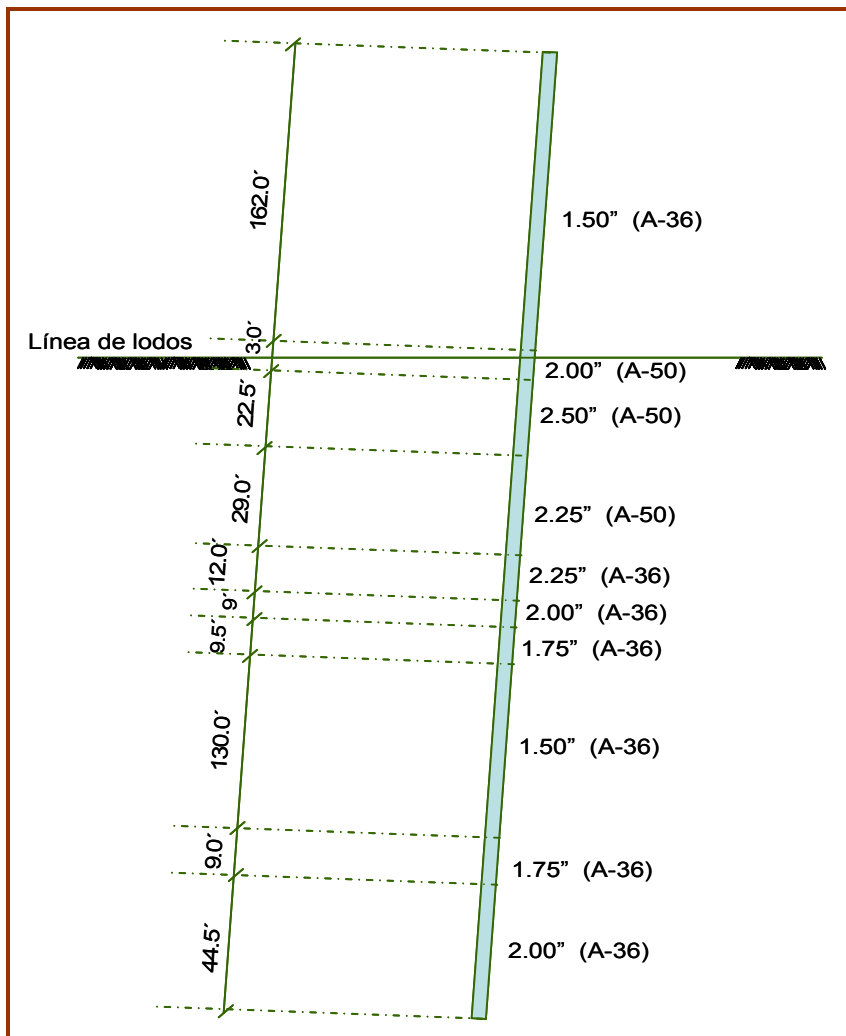 162.0´
1.50” (A-36)
Línea de lodos
3.0´
2.00” (A-50)
22.5´
2.50” (A-50)
29.0´
2.25” (A-50)
12.0´
2.25” (A-36)
9´
2.00” (A-36)
9.5´
1.75” (A-36)
130.0´
1.50” (A-36)
9.0´
1.75” (A-36)
44.5´
2.00” (A-36)